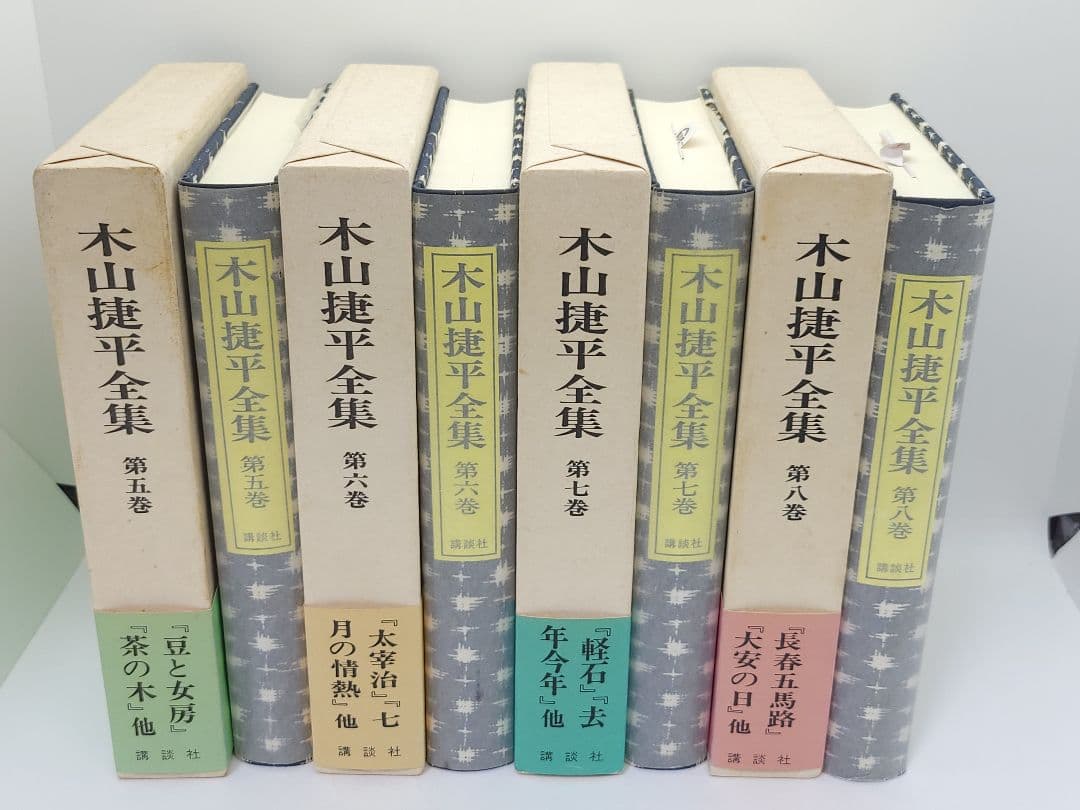 木山捷平全集 第五巻
『豆と女房』
『茶の木』他
講談社
木山捷平全集 第五巻
講談社
木山捷平全集 第六巻
『太宰治』『七
月の情熱』他
講談社
木山捷平全集 第六巻
講談社
木山捷平全集 第七巻
『軽石』『去
年今年』他
講談社
木山捷平全集 第七巻
講談社
木山捷平全集 第八巻
『長春五馬路』
『大安の日』他
講談社
木山捷平全集 第八巻
講談社